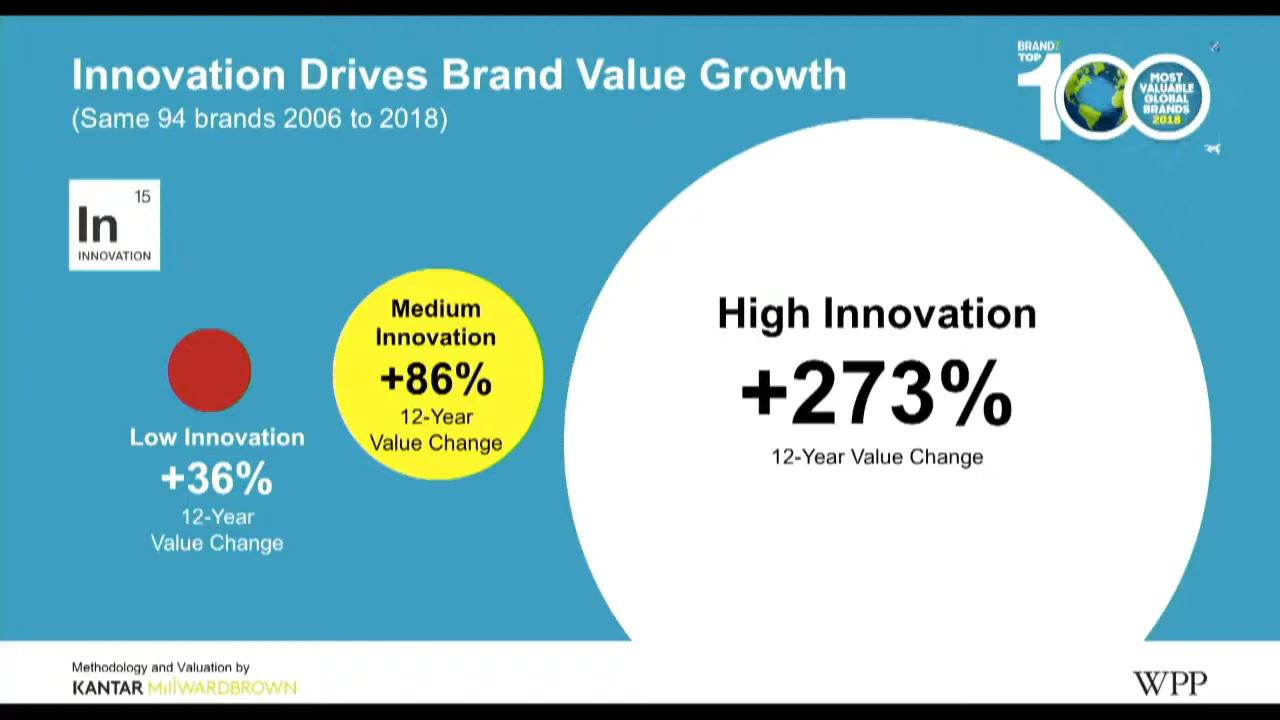 Innovation Drives Brand Value Growth
(Same 94 brands 2006 to 2018)
BRANDZ
TOP
100
MOST
VALUABLE
GLOBAL
BRANDS
2018
15
In
INNOVATION
Low Innovation
+36%
12-Year
Value Change
Medium
Innovation
+86%
12-Year
Value Change
High Innovation
+273%
12-Year Value Change
Methodology and Valuation by
KANTAR MillWARDBROWN
WPP